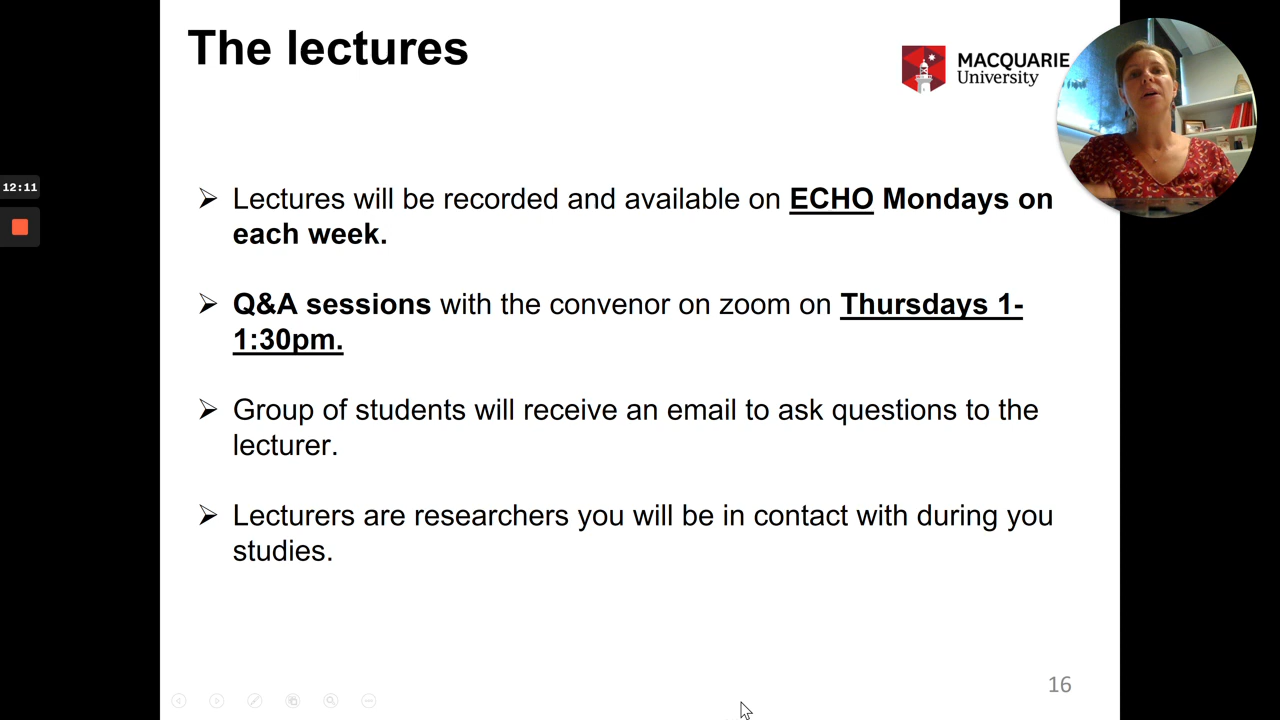 The lectures
MACQUARIE
University
12:11
➢ Lectures will be recorded and available on ECHO Mondays on
each week.
➢ Q&A sessions with the convenor on zoom on Thursdays 1-
1:30pm.
➢ Group of students will receive an email to ask questions to the
lecturer.
➢ Lecturers are researchers you will be in contact with during you
studies.
16